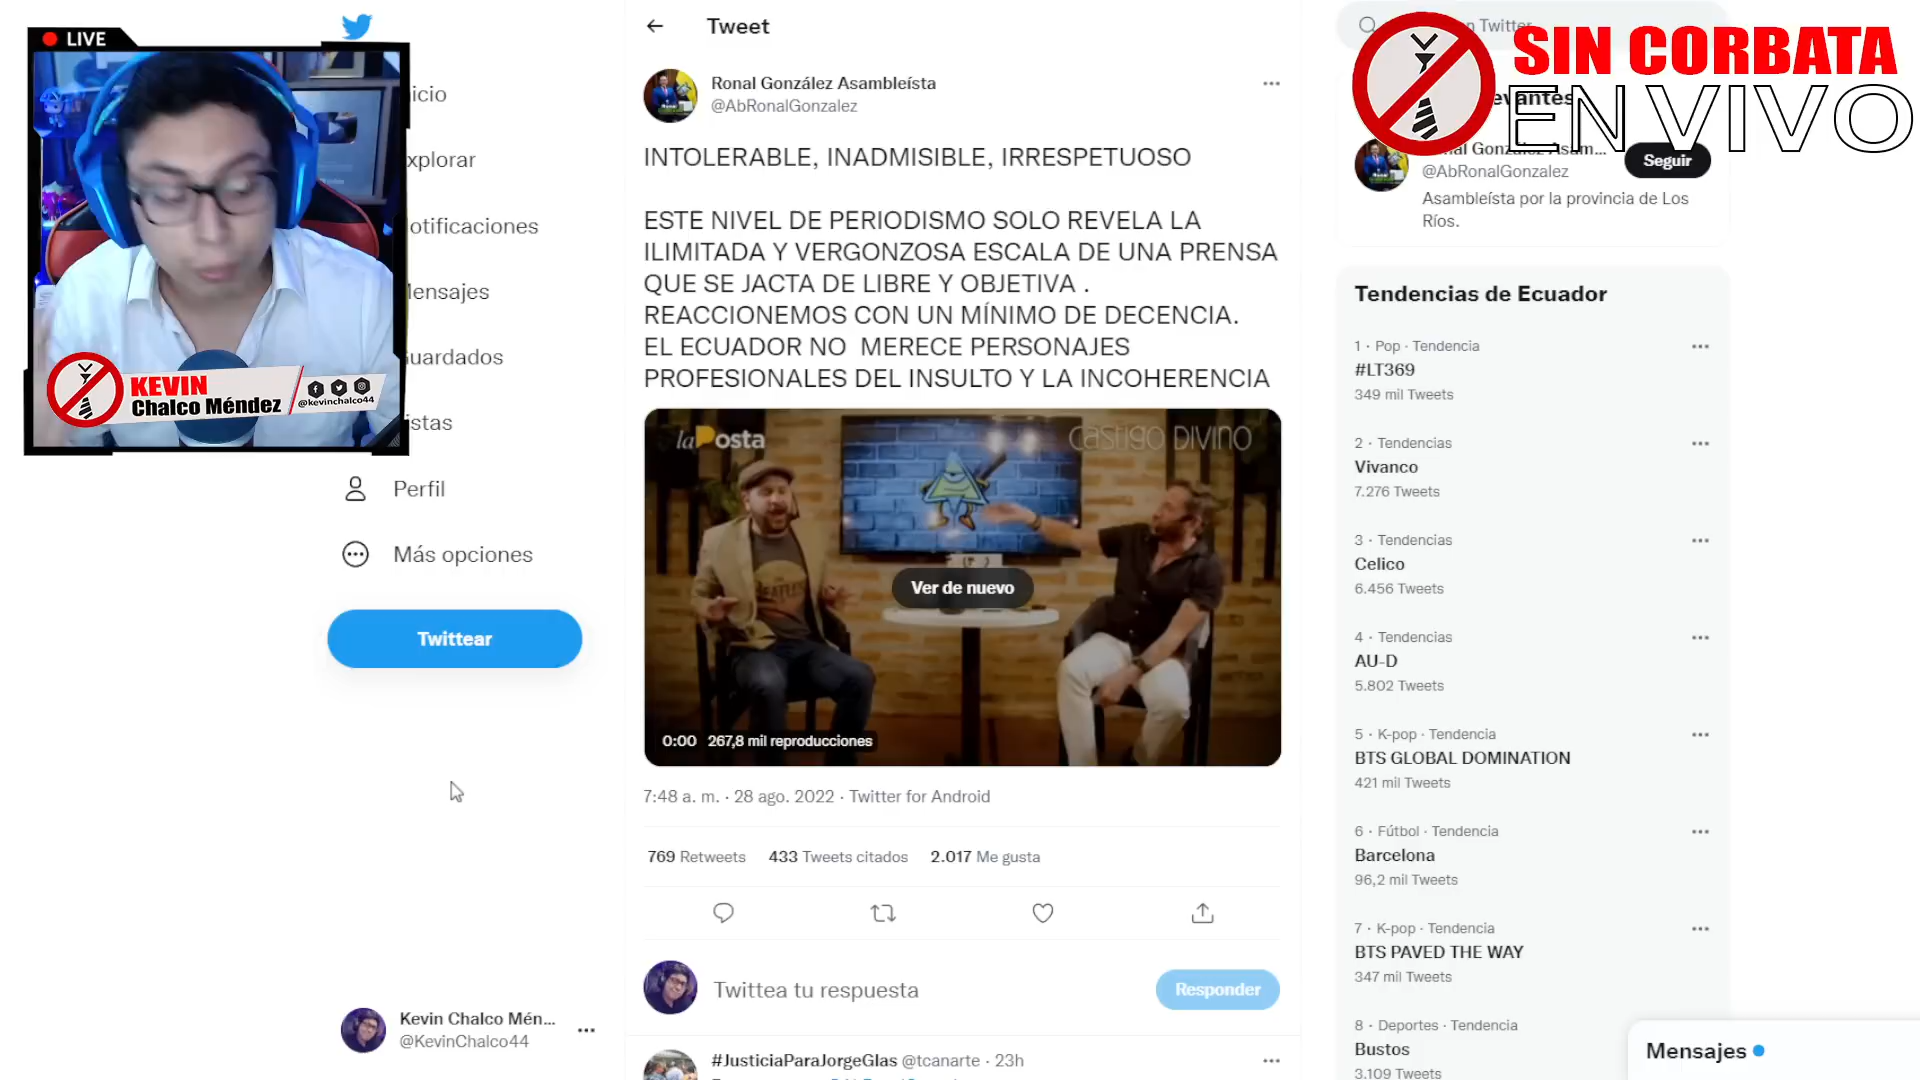 LIVE
KEVIN
Chalco Méndez
@kevinchalco44
icio
xplorar
otificaciones
ensajes
uardados
istas
Perfil
Más opciones
Twittear
Kevin Chalco Mén...
@KevinChalco44
Tweet
Ronal González Asambleísta
@AbRonalGonzalez
INTOLERABLE, INADMISIBLE, IRRESPETUOSO
ESTE NIVEL DE PERIODISMO SOLO REVELA LA
ILIMITADA Y VERGONZOSA ESCALA DE UNA PRENSA
QUE SE JACTA DE LIBRE Y OBJETIVA .
REACCIONEMOS CON UN MÍNIMO DE DECENCIA.
EL ECUADOR NO  MERECE PERSONAJES
PROFESIONALES DEL INSULTO Y LA INCOHERENCIA
laPosta
CASTIGO DIVINO
BEATLES
Ver de nuevo
0:00 267,8 mil reproducciones
7:48 a. m. · 28 ago. 2022 · Twitter for Android
769 Retweets 433 Tweets citados 2.017 Me gusta
Twittea tu respuesta
Responder
#JusticiaParaJorgeGlas @tcanarte · 23h
n Twitter
SIN CORBATA
EN VIVO
evantes
nal González Asam...
@AbRonalGonzalez
Seguir
Asambleísta por la provincia de Los
Ríos.
Tendencias de Ecuador
1 · Pop · Tendencia
#LT369
349 mil Tweets
2 · Tendencias
Vivanco
7.276 Tweets
3 · Tendencias
Celico
6.456 Tweets
4 · Tendencias
AU-D
5.802 Tweets
5 · K-pop · Tendencia
BTS GLOBAL DOMINATION
421 mil Tweets
6 · Fútbol · Tendencia
Barcelona
96,2 mil Tweets
7 · K-pop · Tendencia
BTS PAVED THE WAY
347 mil Tweets
8 · Deportes · Tendencia
Bustos
3.109 Tweets
Mensajes